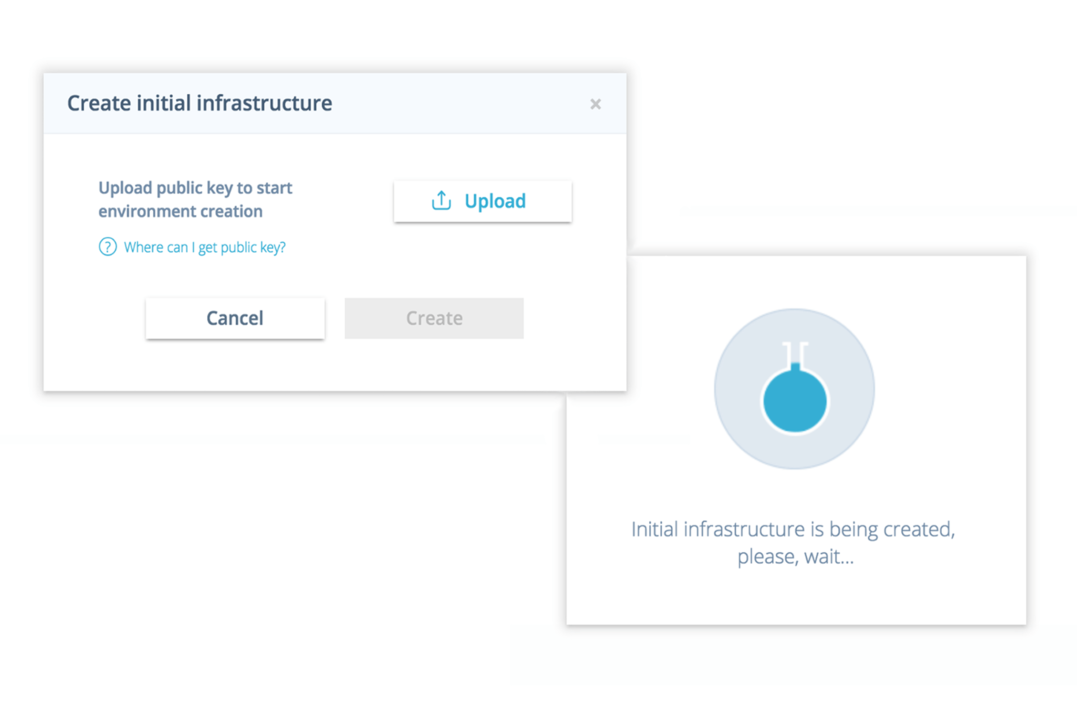 Create initial infrastructure
Upload public key to start
environment creation
Upload
Where can I get public key?
Cancel
Create
Initial infrastructure is being created,
please, wait...